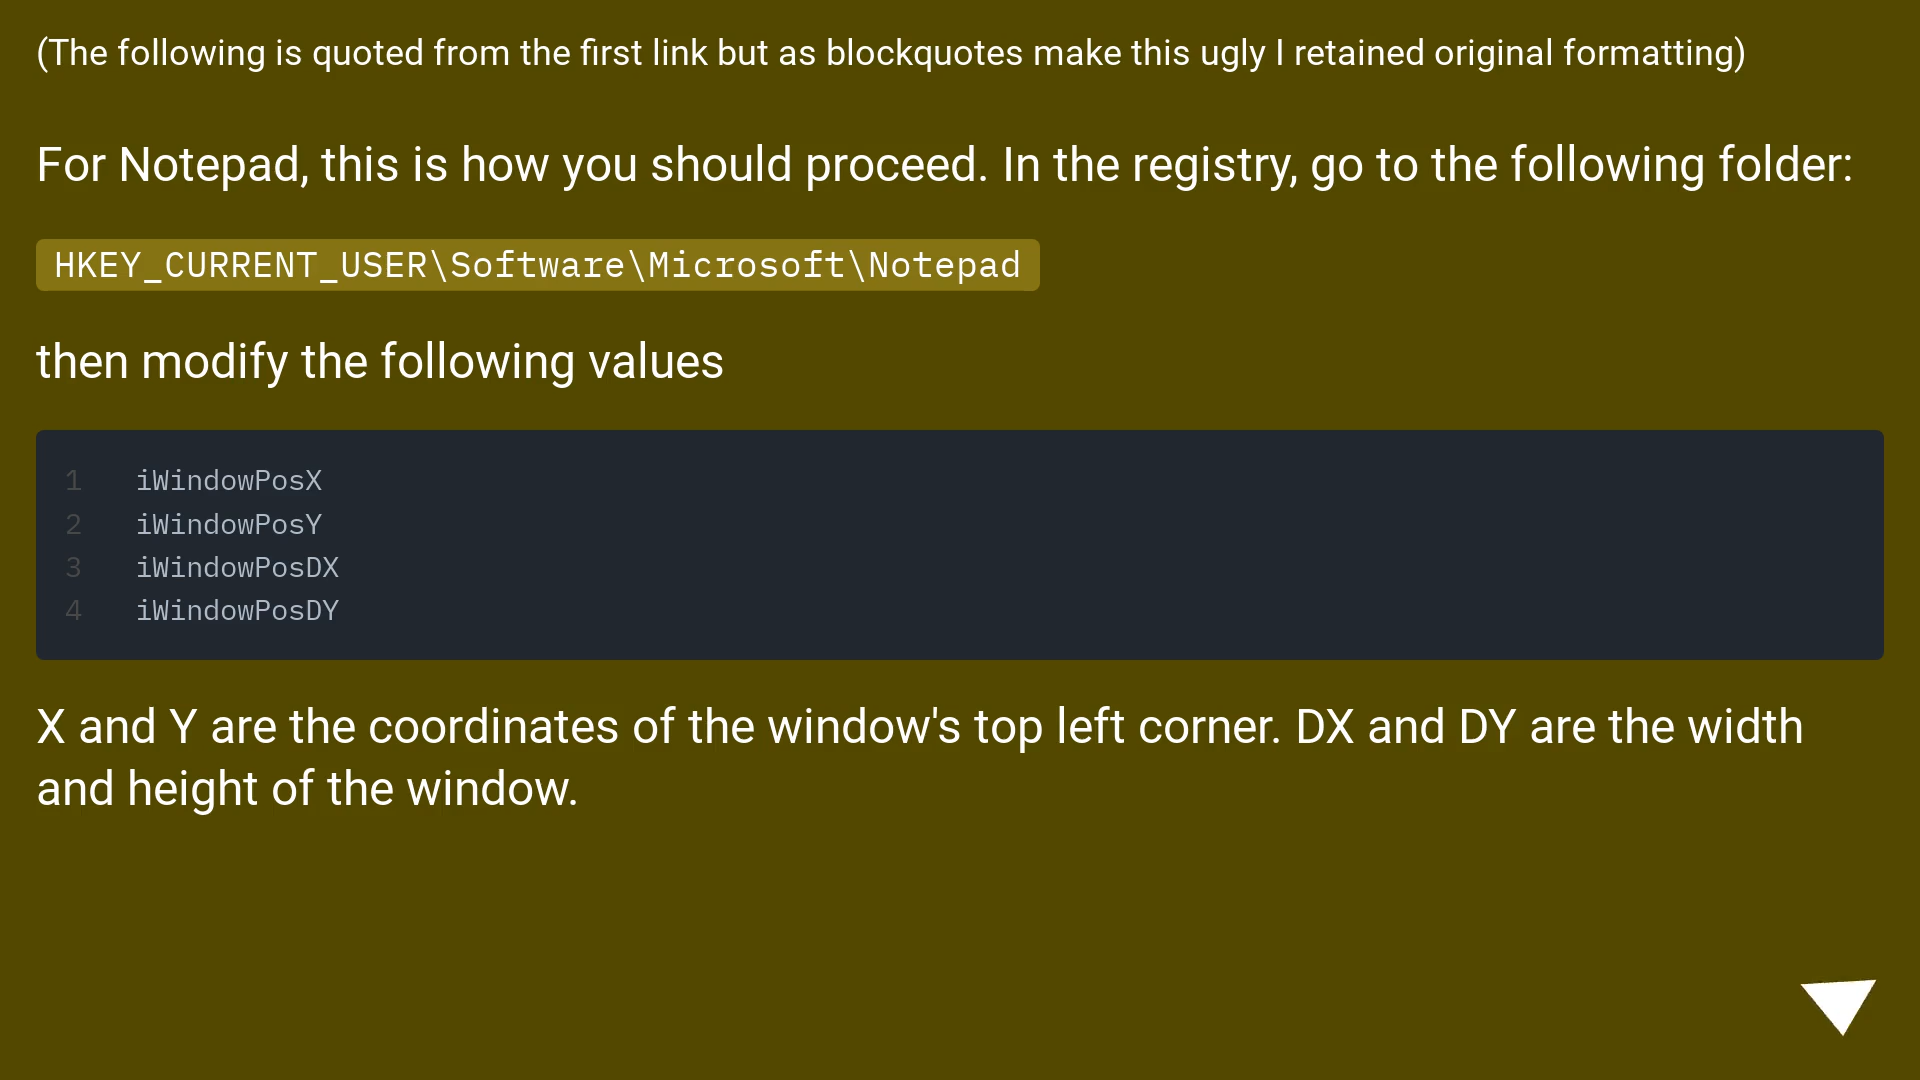 (The following is quoted from the first link but as blockquotes make this ugly I retained original formatting)
For Notepad, this is how you should proceed. In the registry, go to the following folder:
HKEY_CURRENT_USER\Software\Microsoft\Notepad
then modify the following values
1 iWindowPosX
2 iWindowPosY
3 iWindowPosDX
4 iWindowPosDY
X and Y are the coordinates of the window's top left corner. DX and DY are the width
and height of the window.